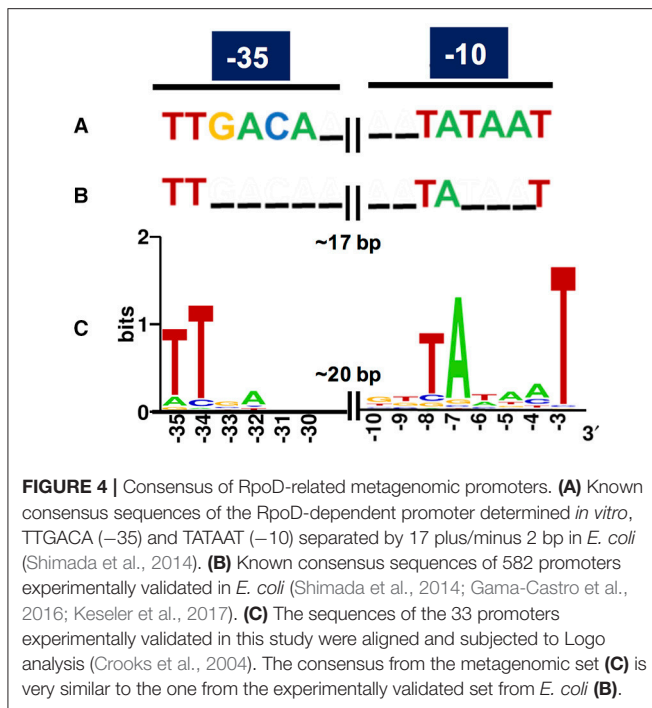 -35 -10
A TTGACA_ || __TATAAT
B TT_____ || __TA___T
~17 bp
2
C bits 1
~20 bp
0
-35 -34 -33 -32 -31 -30 -10 -9 -8 -7 -6 -5 -4 -3 3′
FIGURE 4 | Consensus of RpoD-related metagenomic promoters. (A) Known
consensus sequences of the RpoD-dependent promoter determined in vitro,
TTGACA (−35) and TATAAT (−10) separated by 17 plus/minus 2 bp in E. coli
(Shimada et al., 2014). (B) Known consensus sequences of 582 promoters
experimentally validated in E. coli (Shimada et al., 2014; Gama-Castro et al.,
2016; Keseler et al., 2017). (C) The sequences of the 33 promoters
experimentally validated in this study were aligned and subjected to Logo
analysis (Crooks et al., 2004). The consensus from the metagenomic set (C) is
very similar to the one from the experimentally validated set from E. coli (B).